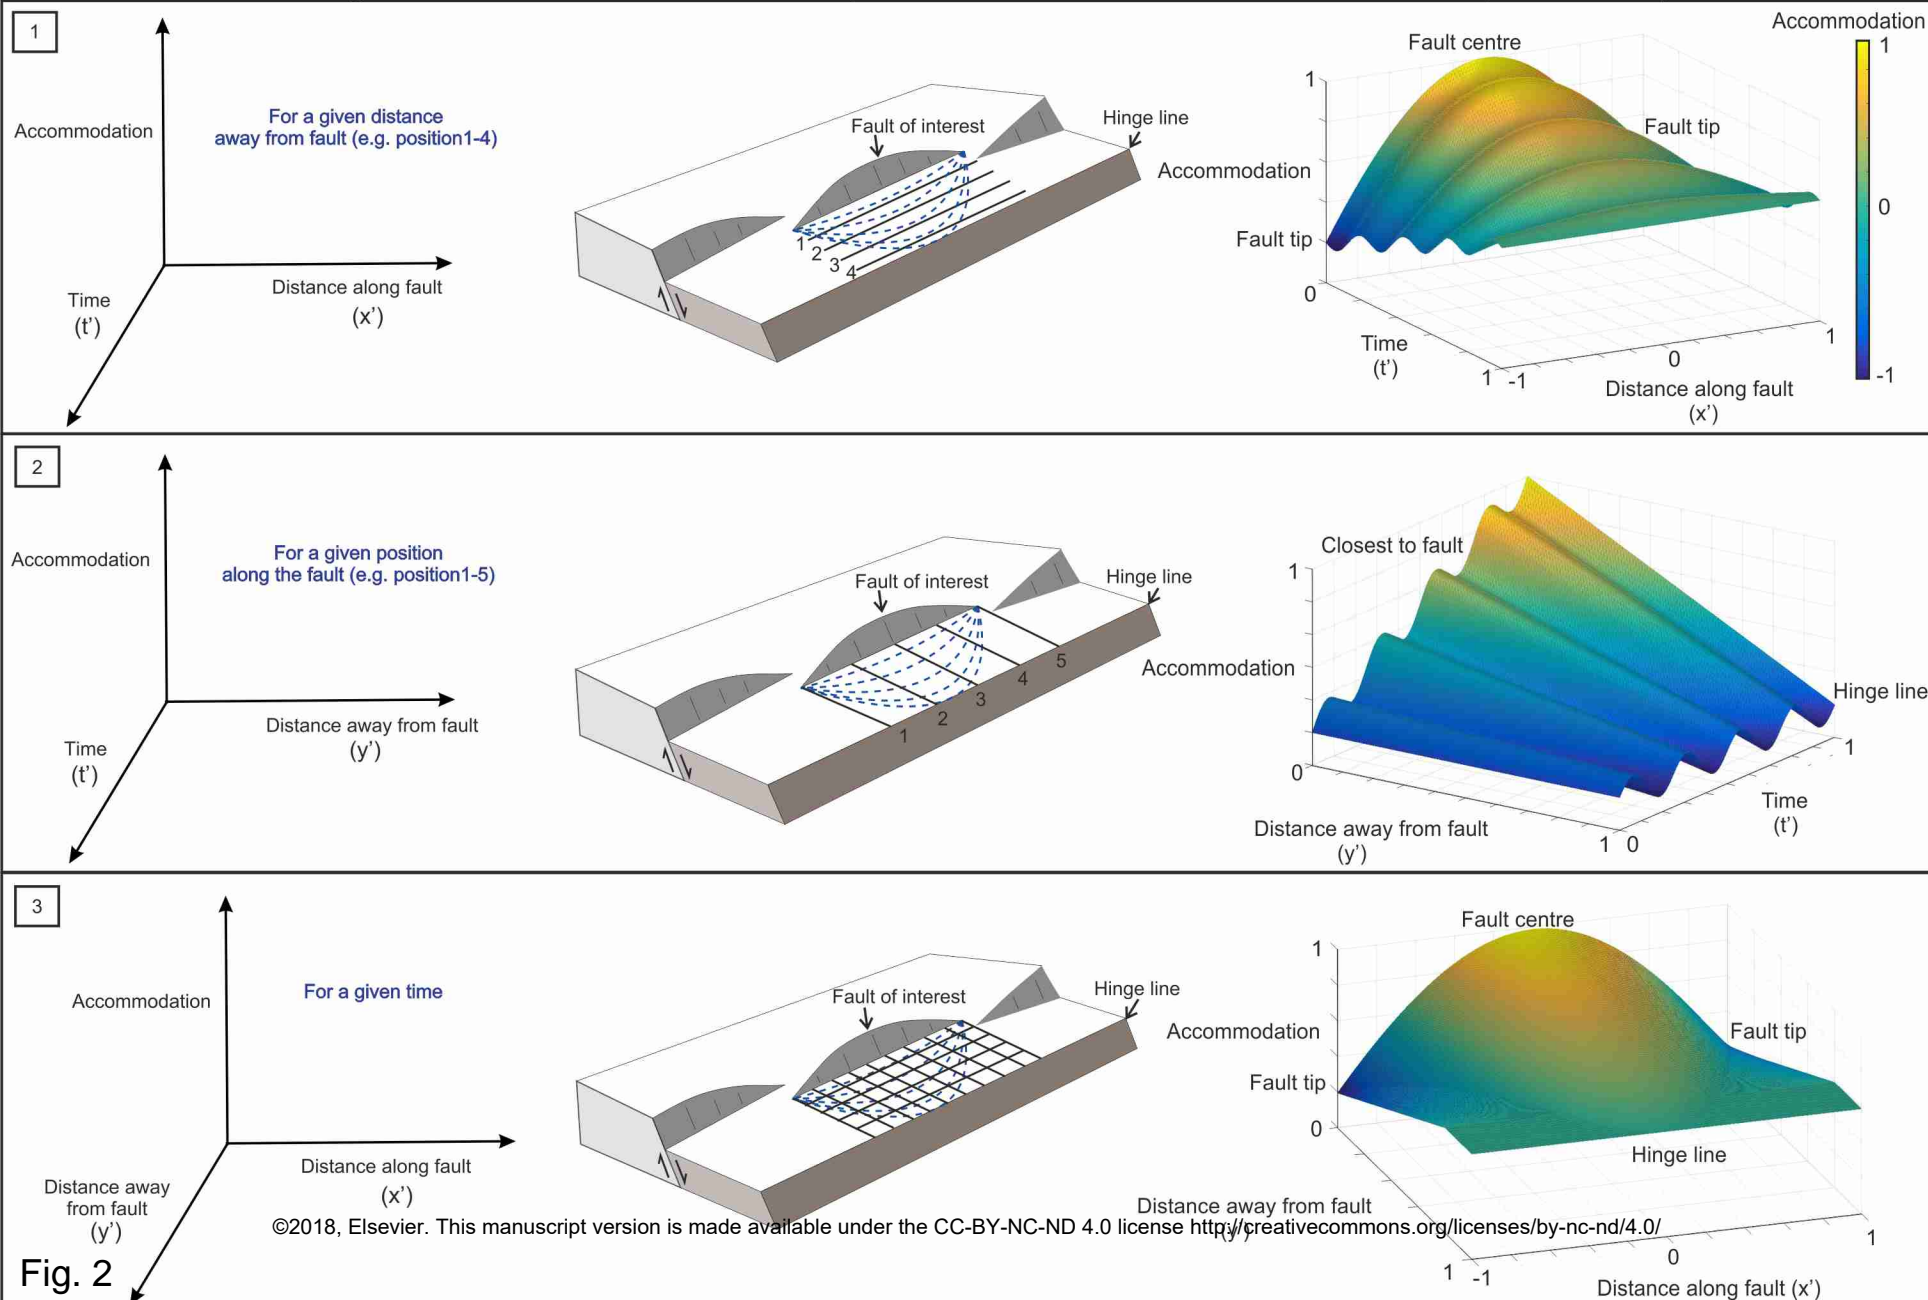 1
Accommodation
For a given distance
away from fault (e.g. position1-4)
Time
(t’)
Distance along fault
(x’)
Fault of interest
Hinge line
1
2
3
4
Accommodation
1
0
-1
Fault centre
Fault tip
1
Accommodation
Fault tip
0
Time
(t’)
1
-1
0
1
Distance along fault
(x’)
2
Accommodation
For a given position
along the fault (e.g. position1-5)
Time
(t’)
Distance away from fault
(y’)
Fault of interest
Hinge line
5
4
3
2
1
Closest to fault
1
Accommodation
Hinge line
0
1
Time
(t’)
Distance away from fault
(y’)
1
0
3
Accommodation
For a given time
Distance along fault
(x’)
Distance away
from fault
(y’)
Fault of interest
Hinge line
Fault centre
1
Accommodation
Fault tip
Fault tip
0
Hinge line
Distance away from fault
(y’)
1
-1
0
1
Distance along fault (x’)
©2018, Elsevier. This manuscript version is made available under the CC-BY-NC-ND 4.0 license http://creativecommons.org/licenses/by-nc-nd/4.0/
Fig. 2